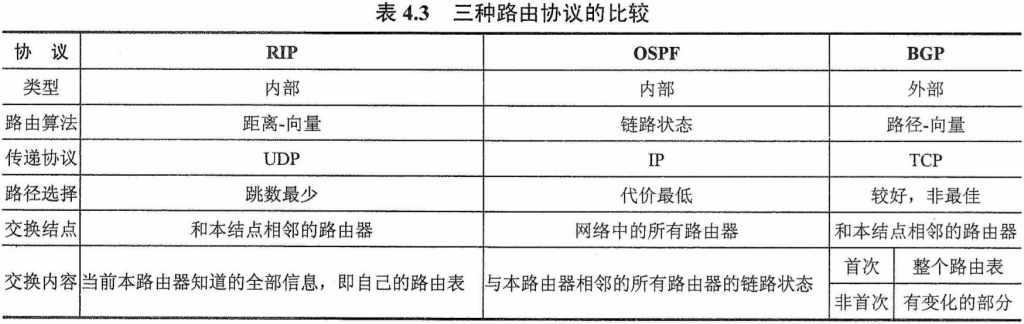 表 4.3 三种路由协议的比较
协 议 RIP OSPF BGP
类型 内部 内部 外部
路由算法 距离-向量 链路状态 路径-向量
传递协议 UDP IP TCP
路径选择 跳数最少 代价最低 较好，非最佳
交换结点 和本结点相邻的路由器 网络中的所有路由器 和本结点相邻的路由器
交换内容 当前本路由器知道的全部信息，即自己的路由表 与本路由器相邻的所有路由器的链路状态 首次 整个路由表
非首次 有变化的部分